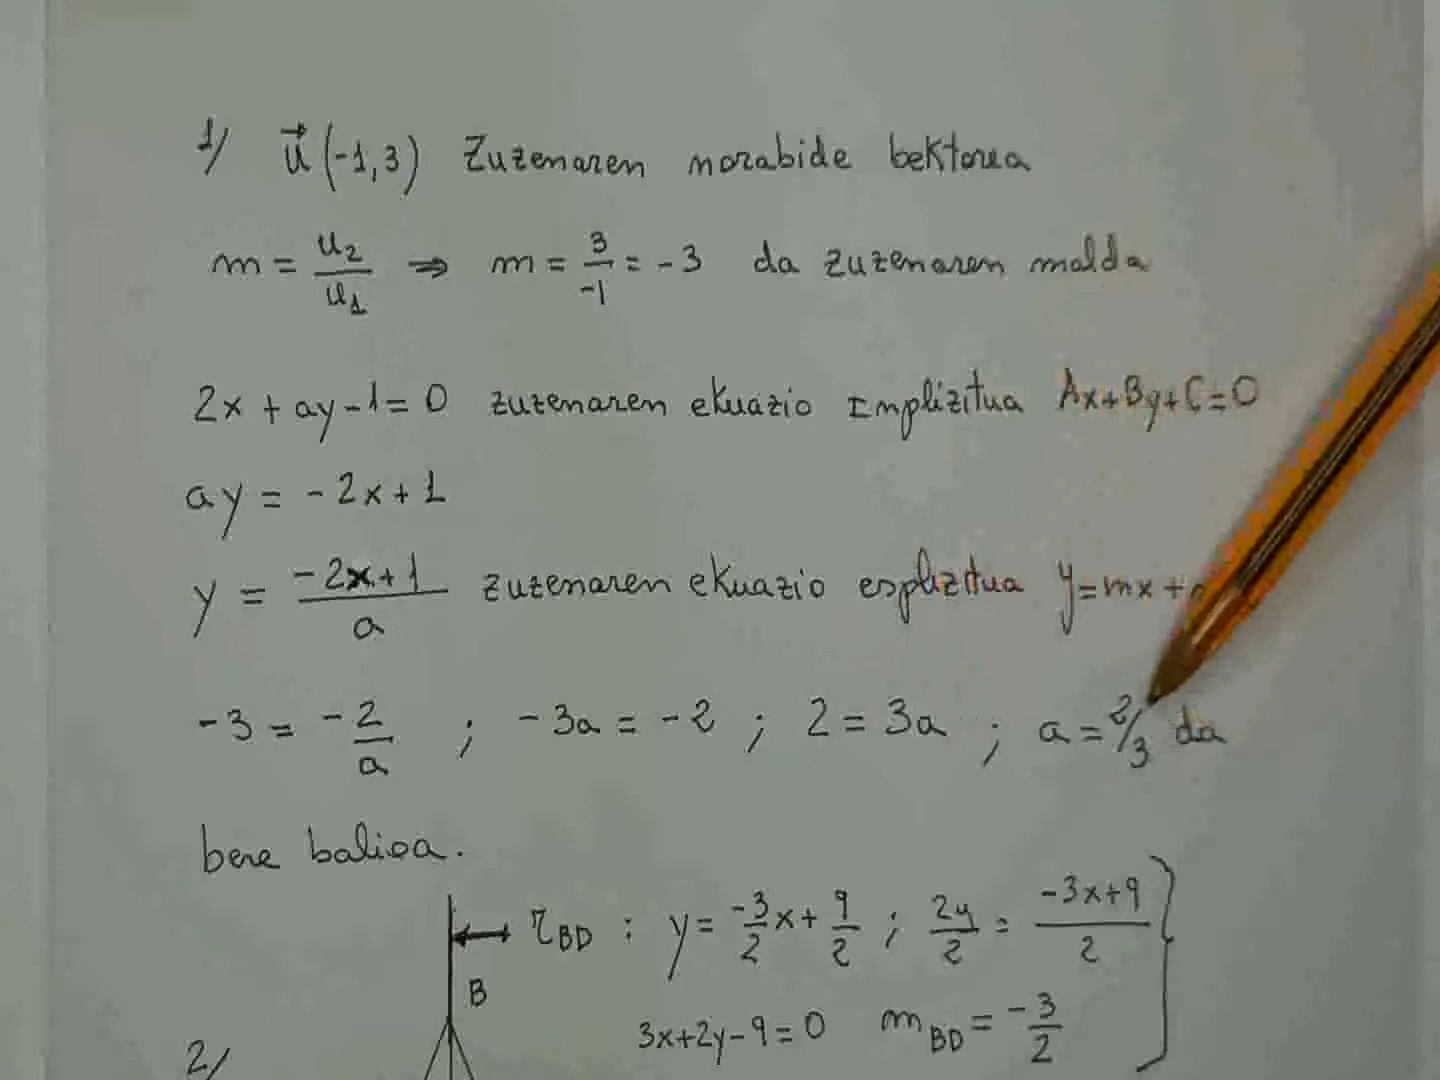 1/ u⃗(-1,3) Zuzenaren norabide bektorea
m = u₂/u₁ ⇒ m = 3/-1 = -3 da zuzenaren malda
2x + ay - 1 = 0 zuzenaren ekuazio Implizitua Ax+By+C=0
ay = -2x + 1
y = (-2x+1)/a zuzenaren ekuazio esplizitua y=mx+
-3 = -2/a ; -3a = -2 ; 2 = 3a ; a = 2/3 da
bere balioa.
r_BD : y = -3/2 x + 9/2 ; 2y/2 = (-3x+9)/2
B
3x+2y-9=0 m_BD = -3/2
2/